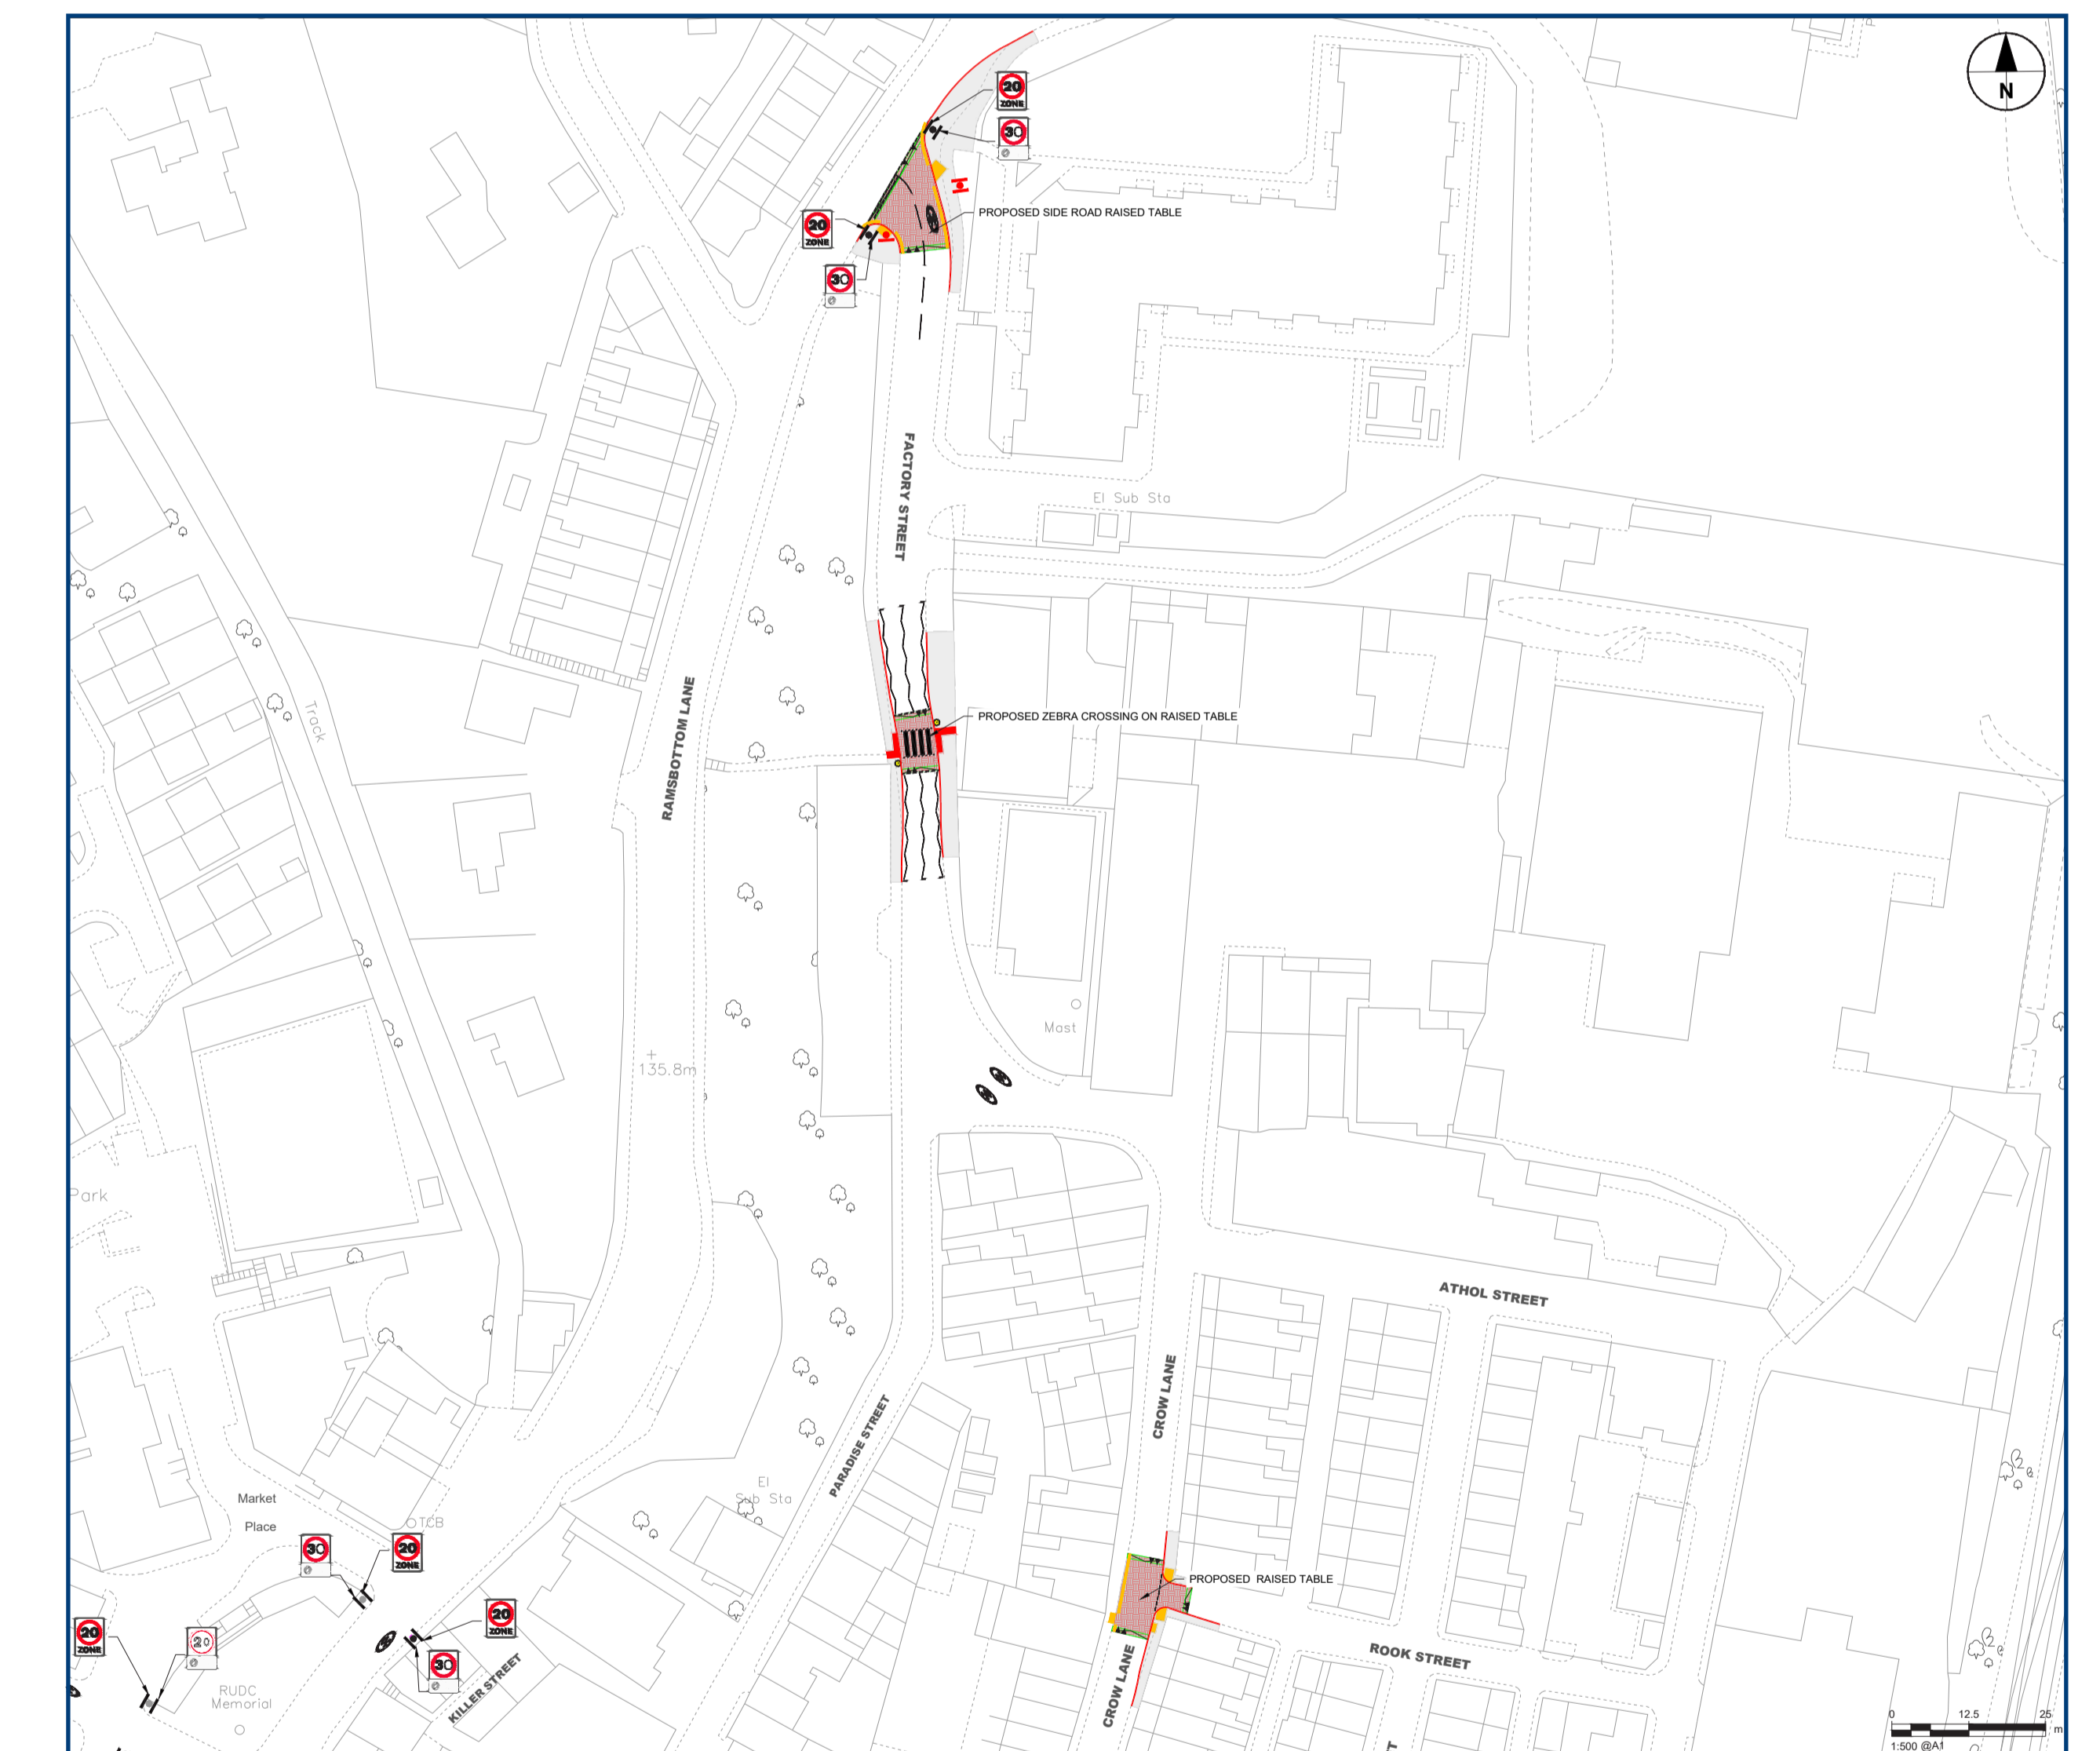 N
20
ZONE
30
PROPOSED SIDE ROAD RAISED TABLE
20
ZONE
30
FACTORY STREET
El Sub Sta
RAMSBOTTOM LANE
Track
PROPOSED ZEBRA CROSSING ON RAISED TABLE
Mast
135.8m
Park
ATHOL STREET
CROW LANE
PARADISE STREET
El
Sub Sta
Market
Place
TCB
30
20
ZONE
PROPOSED RAISED TABLE
20
ZONE
20
20
ZONE
30
ROOK STREET
CROW LANE
KILLER STREET
RUDC
Memorial
0 12.5 25
m
1:500 @A1